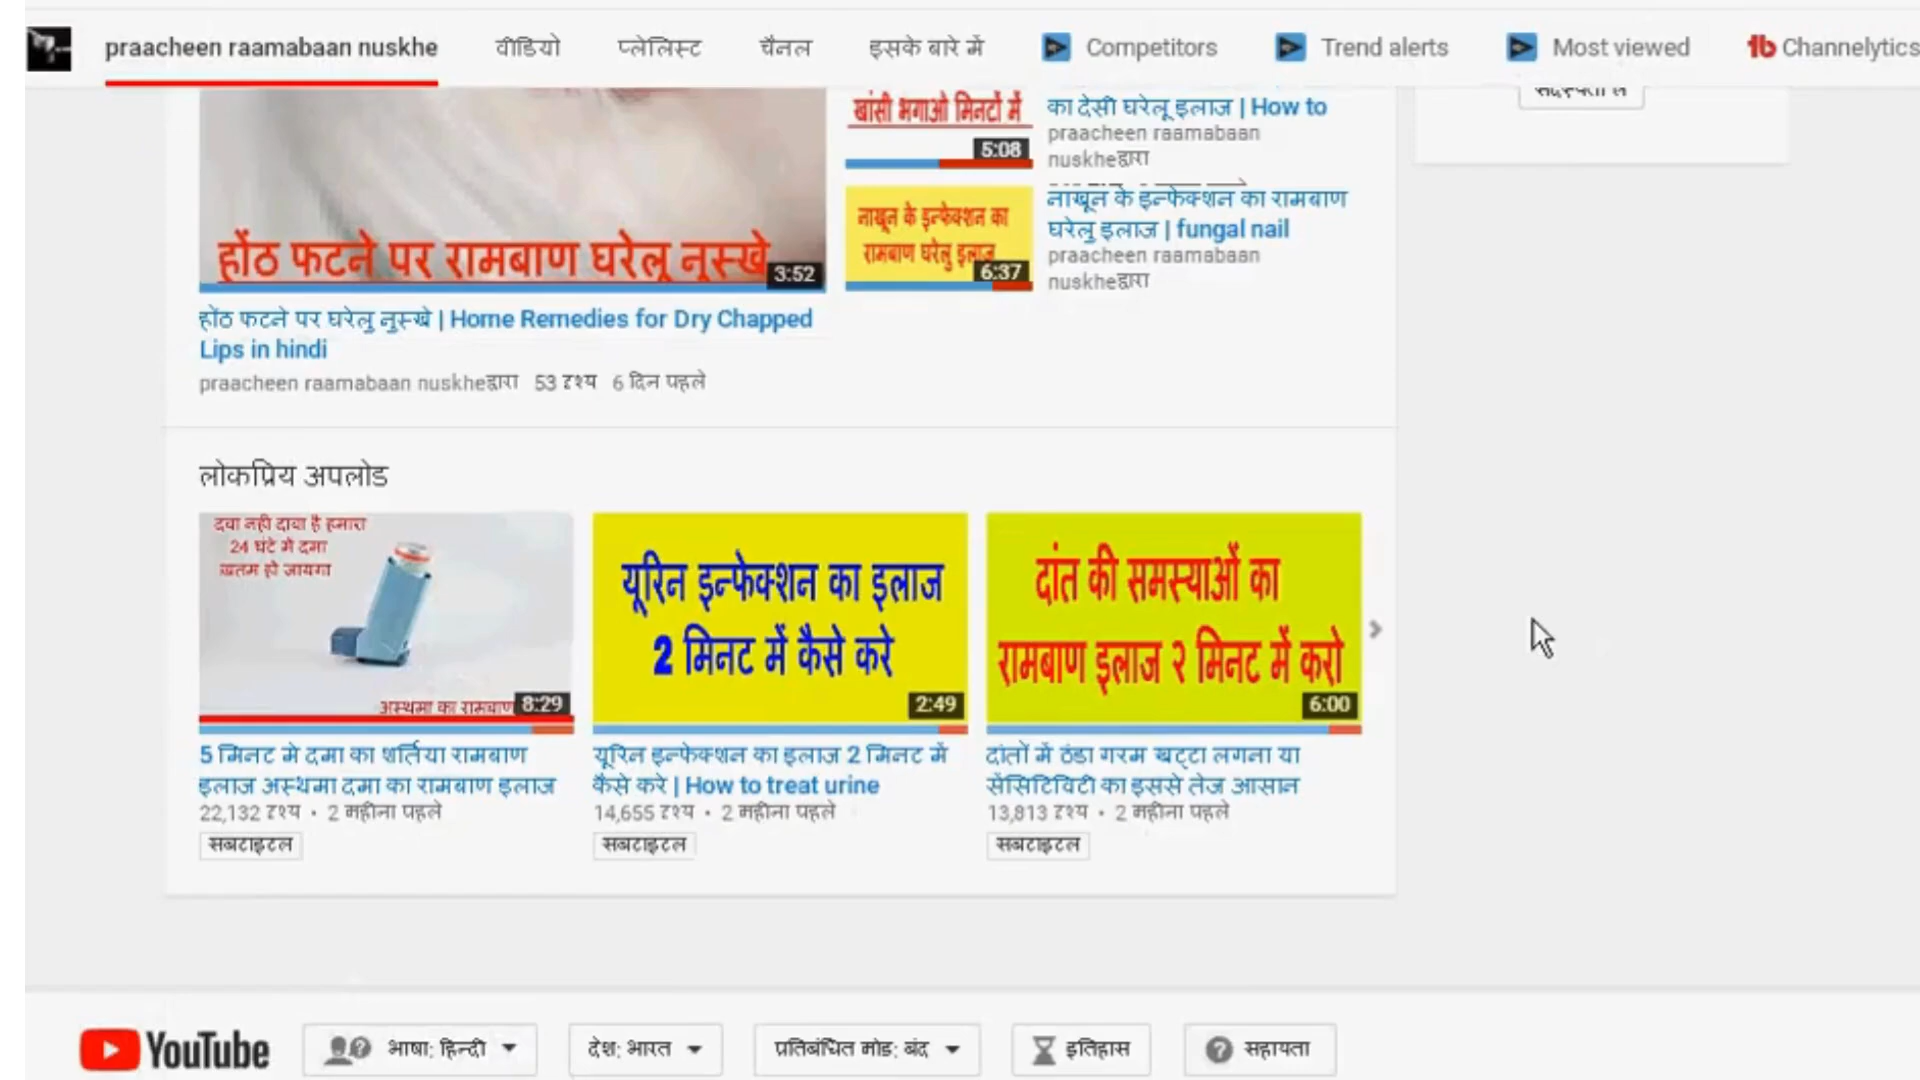 praacheen raamabaan nuskhe वीडियो प्लेलिस्ट चैनल इसके बारे में Competitors Trend alerts Most viewed Channelytics
होंठ फटने पर रामबाण घरेलू नुस्खे
3:52
होंठ फटने पर घरेलु नुस्खे | Home Remedies for Dry Chapped
Lips in hindi
praacheen raamabaan nuskheद्वारा 53 दृश्य 6 दिन पहले
खांसी भगाओ मिनटों में
5:08
का देसी घरेलू इलाज | How to
praacheen raamabaan
nuskheद्वारा
नाखून के इन्फेक्शन का
रामबाण घरेलु इलाज
6:37
नाखून के इन्फेक्शन का रामबाण
घरेलु इलाज | fungal nail
praacheen raamabaan
nuskheद्वारा
सदस्यता लें
लोकप्रिय अपलोड
दवा नही दावा है हमारा
24 घंटे मे दमा
खतम हो जायगा
अस्थमा का रामबाण
8:29
5 मिनट मे दमा का शर्तिया रामबाण
इलाज अस्थमा दमा का रामबाण इलाज
22,132 दृश्य • 2 महीना पहले
सबटाइटल
यूरिन इन्फेक्शन का इलाज
2 मिनट में कैसे करे
2:49
यूरिन इन्फेक्शन का इलाज 2 मिनट में
कैसे करे | How to treat urine
14,655 दृश्य • 2 महीना पहले
सबटाइटल
दांत की समस्याओं का
रामबाण इलाज २ मिनट में करो
6:00
दांतों में ठंडा गरम खट्टा लगना या
सेंसिटिविटी का इससे तेज आसान
13,813 दृश्य • 2 महीना पहले
सबटाइटल
YouTube भाषा: हिन्दी देश: भारत प्रतिबंधित मोड: बंद इतिहास सहायता